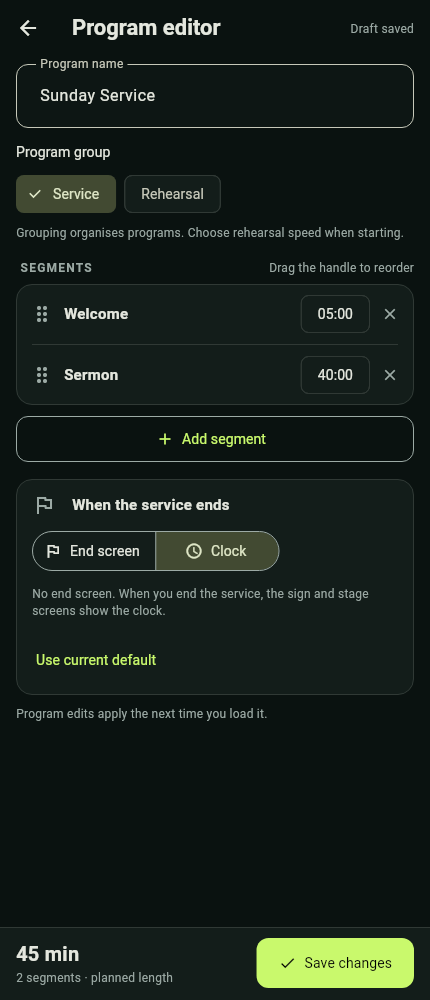 Program editor
Draft saved
Program name
Sunday Service
Program group
Service
Rehearsal
Grouping organises programs. Choose rehearsal speed when starting.
SEGMENTS
Drag the handle to reorder
Welcome
05:00
Sermon
40:00
Add segment
When the service ends
End screen
Clock
No end screen. When you end the service, the sign and stage
screens show the clock.
Use current default
Program edits apply the next time you load it.
45 min
2 segments · planned length
Save changes